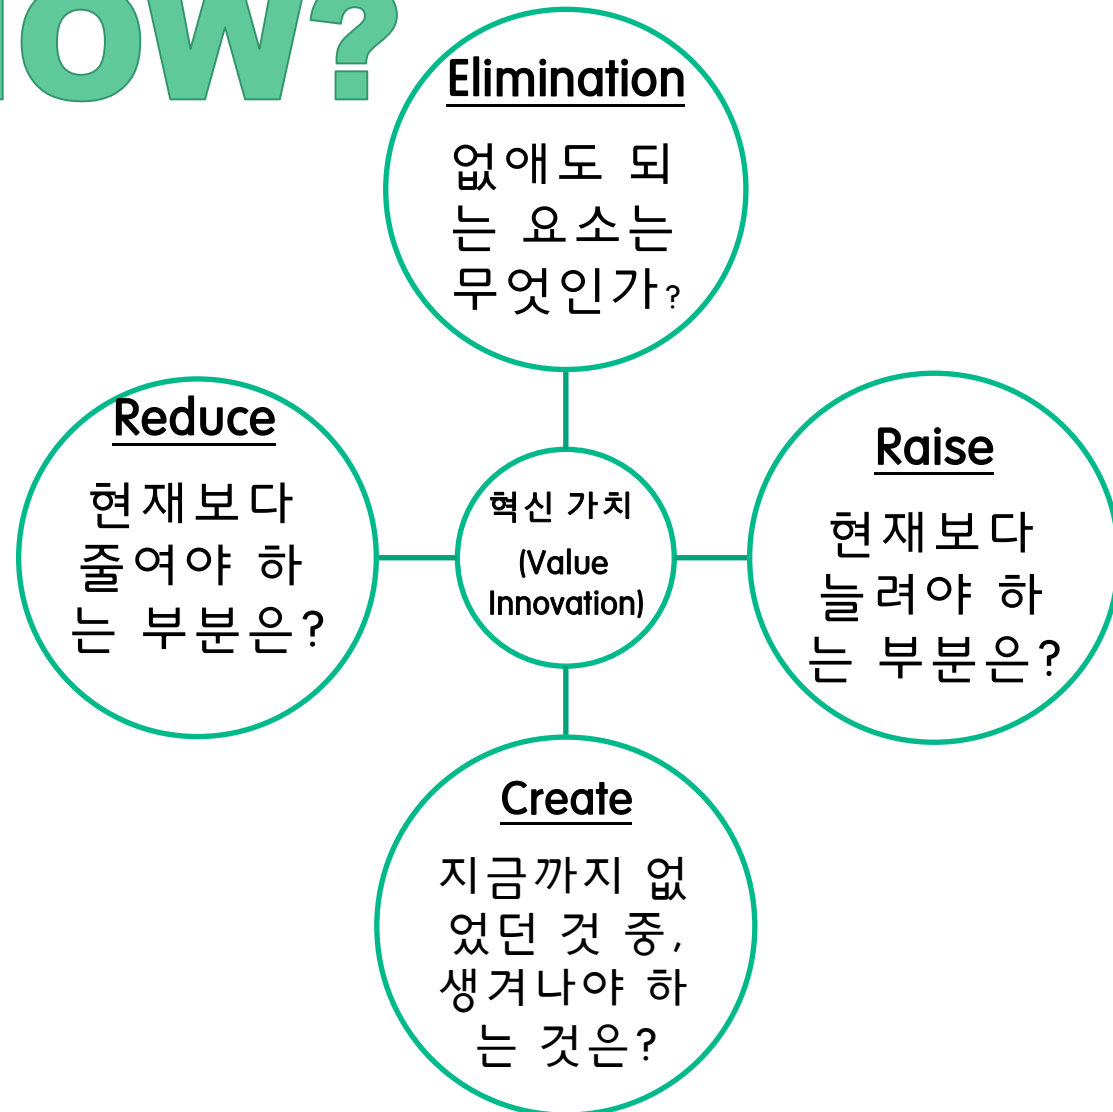 HOW?
Elimination
없애도 되
는 요소는
무엇인가?
Reduce
현재보다
줄여야 하
는 부분은?
혁신 가치
(Value
Innovation)
Raise
현재보다
늘려야 하
는 부분은?
Create
지금까지 없
었던 것 중,
생겨나야 하
는 것은?